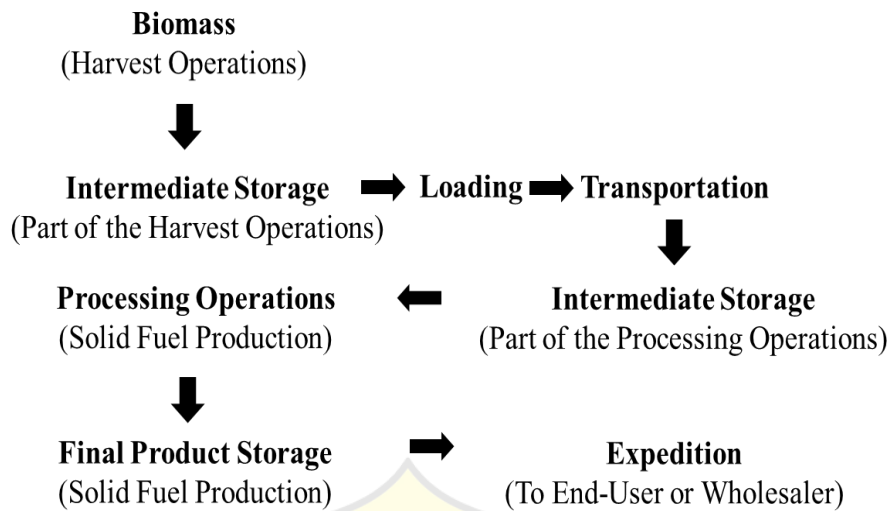 Biomass
(Harvest Operations)
Intermediate Storage
(Part of the Harvest Operations)
Loading
Transportation
Intermediate Storage
(Part of the Processing Operations)
Processing Operations
(Solid Fuel Production)
Final Product Storage
(Solid Fuel Production)
Expedition
(To End-User or Wholesaler)